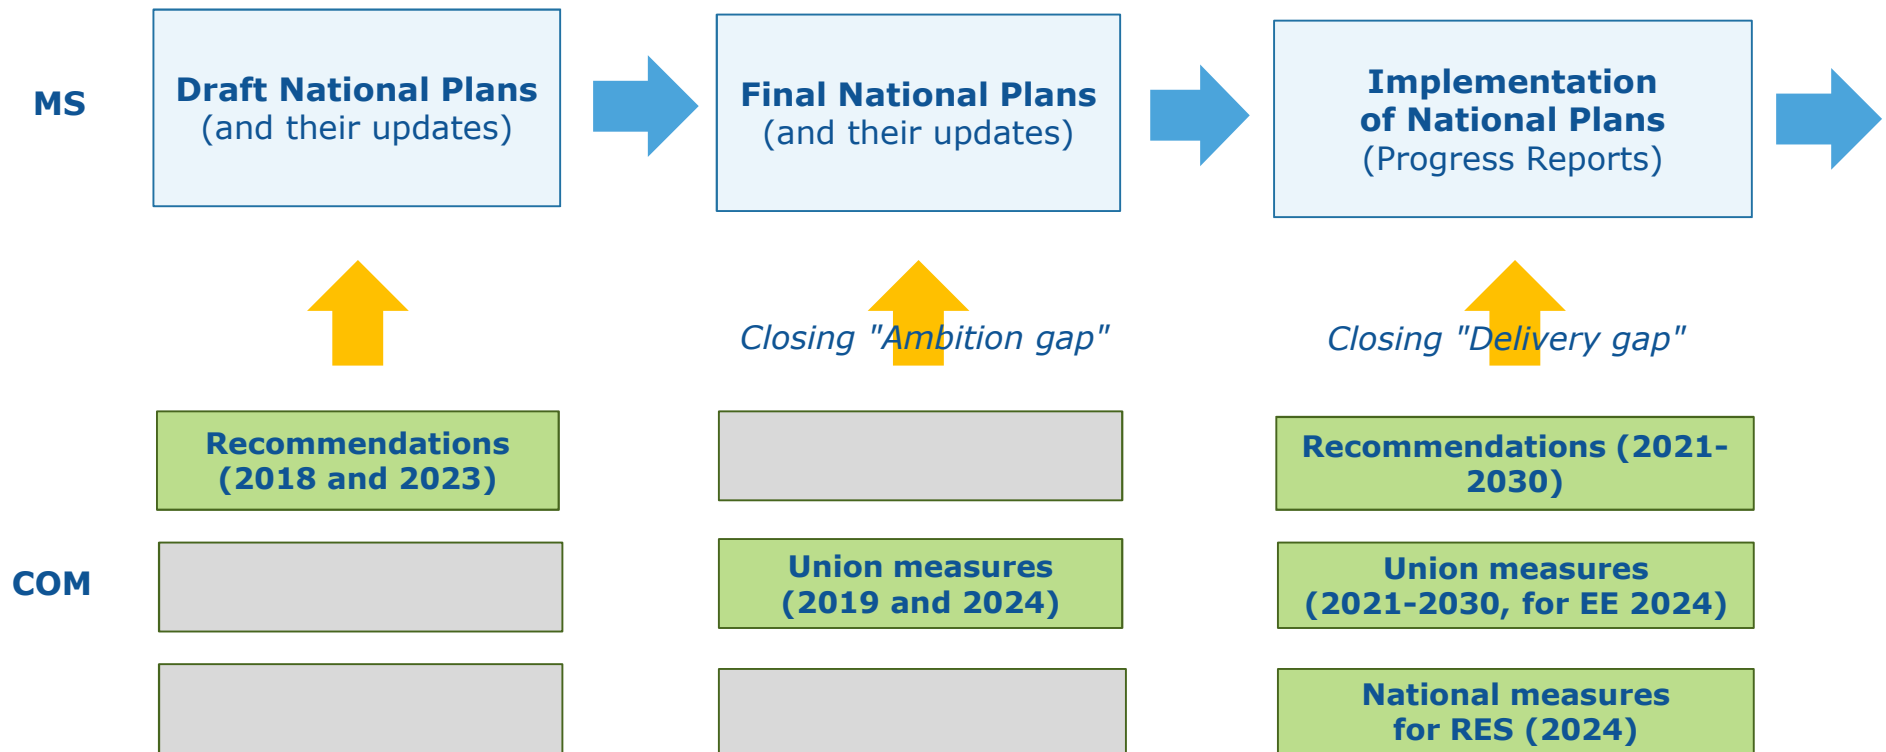 MS
Draft National Plans
(and their updates)
Final National Plans
(and their updates)
Implementation
of National Plans
(Progress Reports)
Closing "Ambition gap"
Closing "Delivery gap"
COM
Recommendations
(2018 and 2023)
Recommendations (2021-
2030)
Union measures
(2019 and 2024)
Union measures
(2021-2030, for EE 2024)
National measures
for RES (2024)